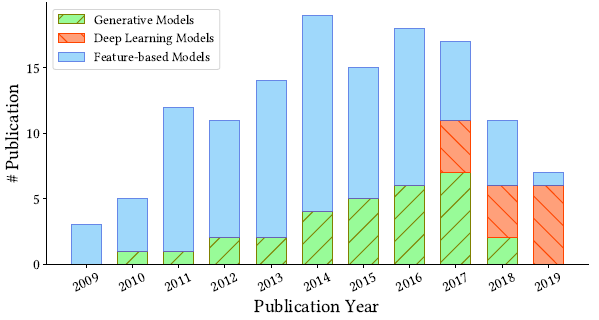 Generative Models
Deep Learning Models
Feature-based Models
# Publication
15
10
5
0
2009 2010 2011 2012 2013 2014 2015 2016 2017 2018 2019
Publication Year